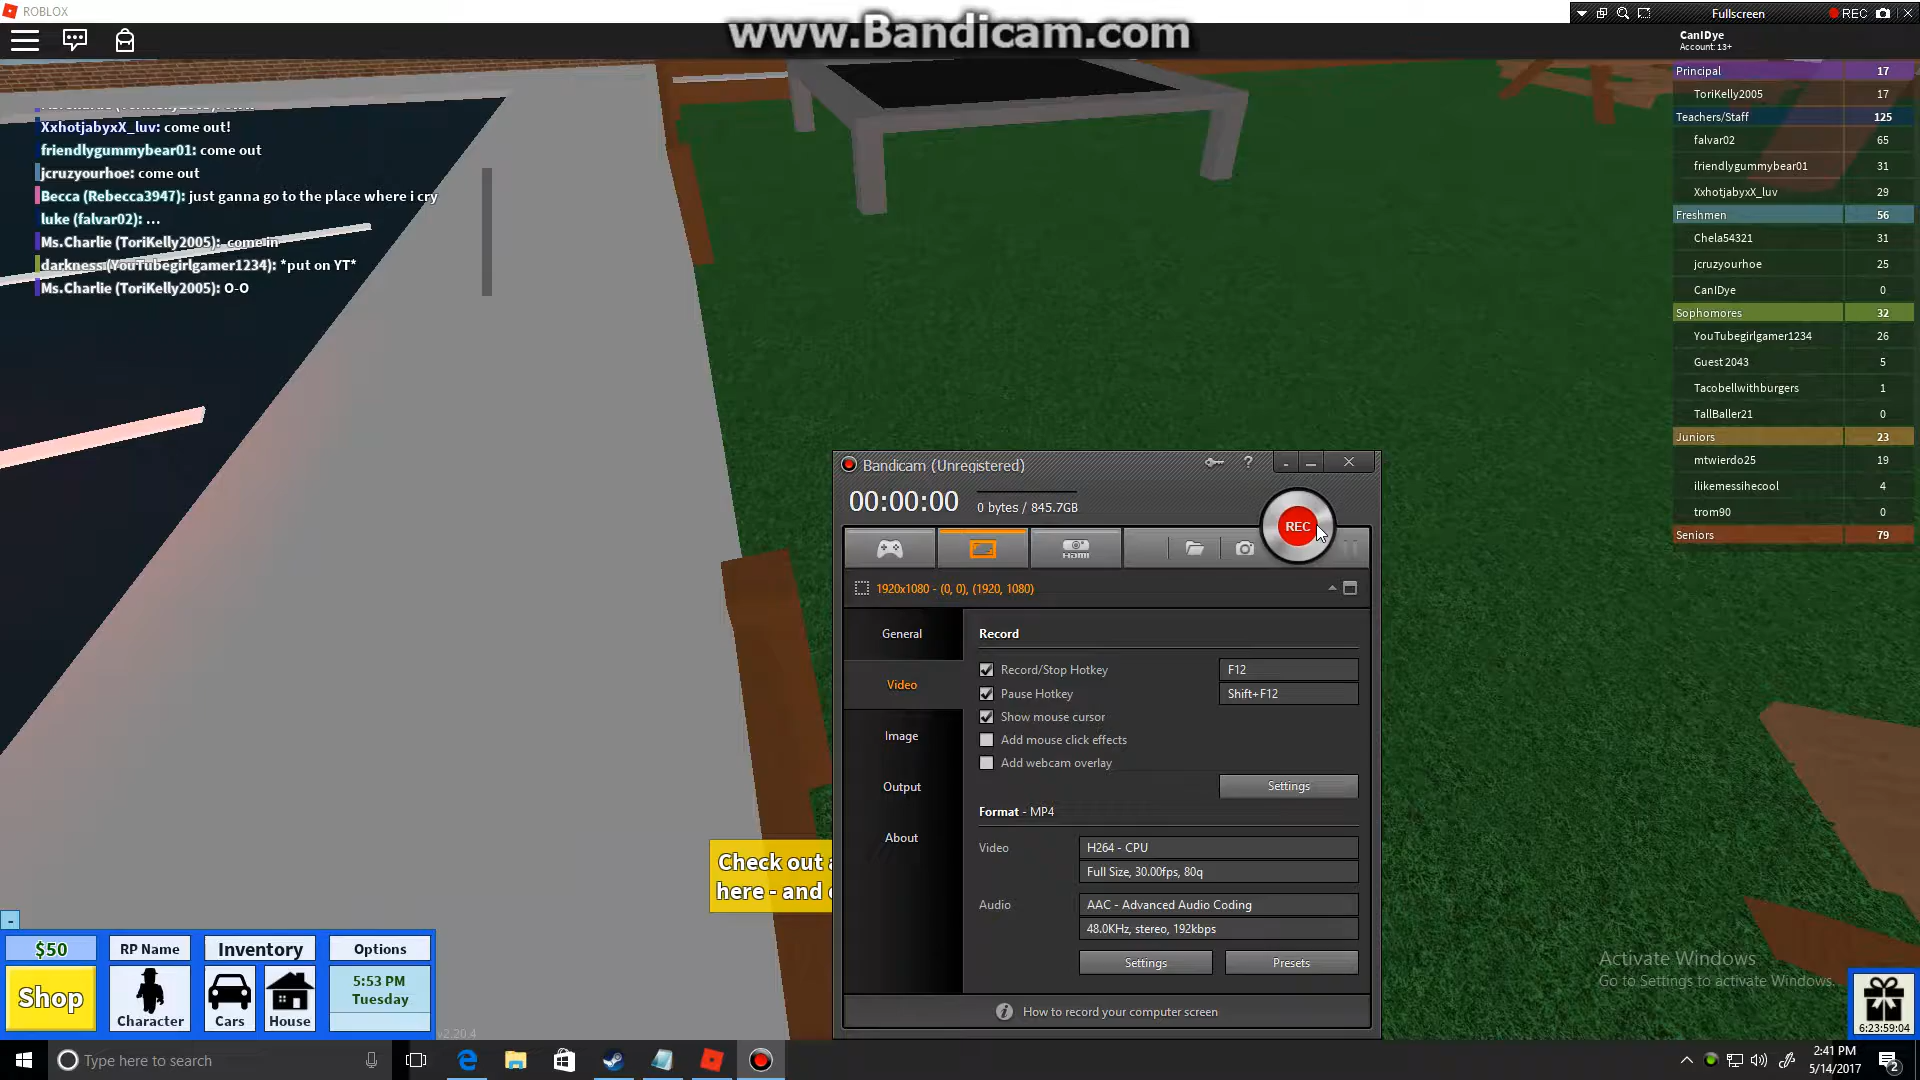 ROBLOX
www.Bandicam.com
Fullscreen
REC
CanIDye
Account: 13+
XxhotjabyxX_luv: come out!
friendlygummybear01: come out
jcruzyourhoe: come out
Becca (Rebecca3947): just ganna go to the place where i cry
luke (falvar02): ...
Ms.Charlie (ToriKelly2005): come in
darkness (YouTubegirlgamer1234): *put on YT*
Ms.Charlie (ToriKelly2005): O-O
Principal 17
ToriKelly2005 17
Teachers/Staff 125
falvar02 65
friendlygummybear01 31
XxhotjabyxX_luv 29
Freshmen 56
Chela54321 31
jcruzyourhoe 25
CanIDye 0
Sophomores 32
YouTubegirlgamer1234 26
Guest 2043 5
Tacobellwithburgers 1
TallBaller21 0
Juniors 23
mtwierdo25 19
ilikemessihecool 4
trom90 0
Seniors 79
Bandicam (Unregistered)
?
00:00:00
0 bytes / 845.7GB
REC
HDMI
1920x1080 - (0, 0), (1920, 1080)
General
Video
Image
Output
About
Record
Record/Stop Hotkey F12
Pause Hotkey Shift+F12
Show mouse cursor
Add mouse click effects
Add webcam overlay
Settings
Format - MP4
Video H264 - CPU
Full Size, 30.00fps, 80q
Audio AAC - Advanced Audio Coding
48.0KHz, stereo, 192kbps
Settings Presets
How to record your computer screen
Check out
here - and
-
$50
RP Name
Inventory
Options
Shop
Character
Cars
House
5:53 PM
Tuesday
v2.20.4
Activate Windows
Go to Settings to activate Windows.
6:23:59:04
Type here to search
2:41 PM
5/14/2017
2